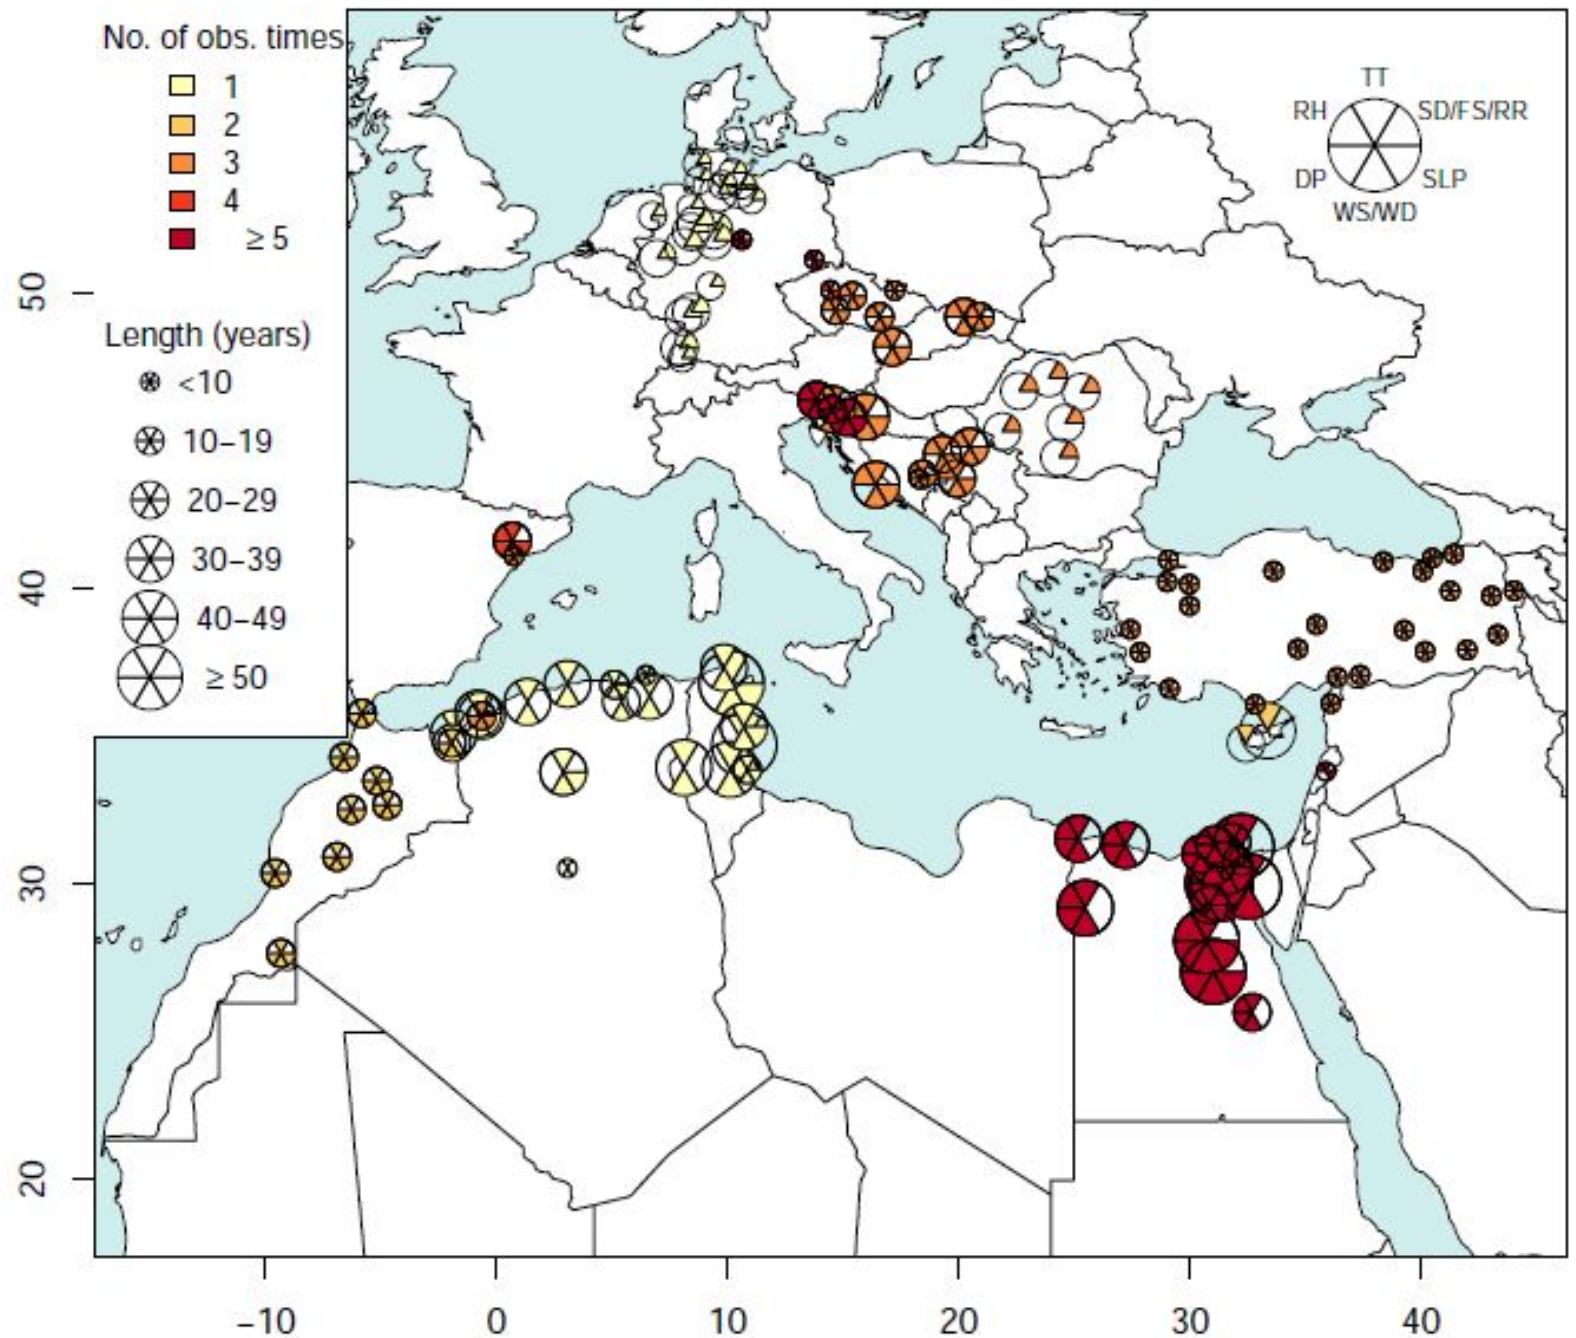 No. of obs. times
1
2
3
4
≥ 5
Length (years)
<10
10–19
20–29
30–39
40–49
≥ 50
TT
RH SD/FS/RR
DP SLP
WS/WD
50
40
30
20
–10 0 10 20 30 40